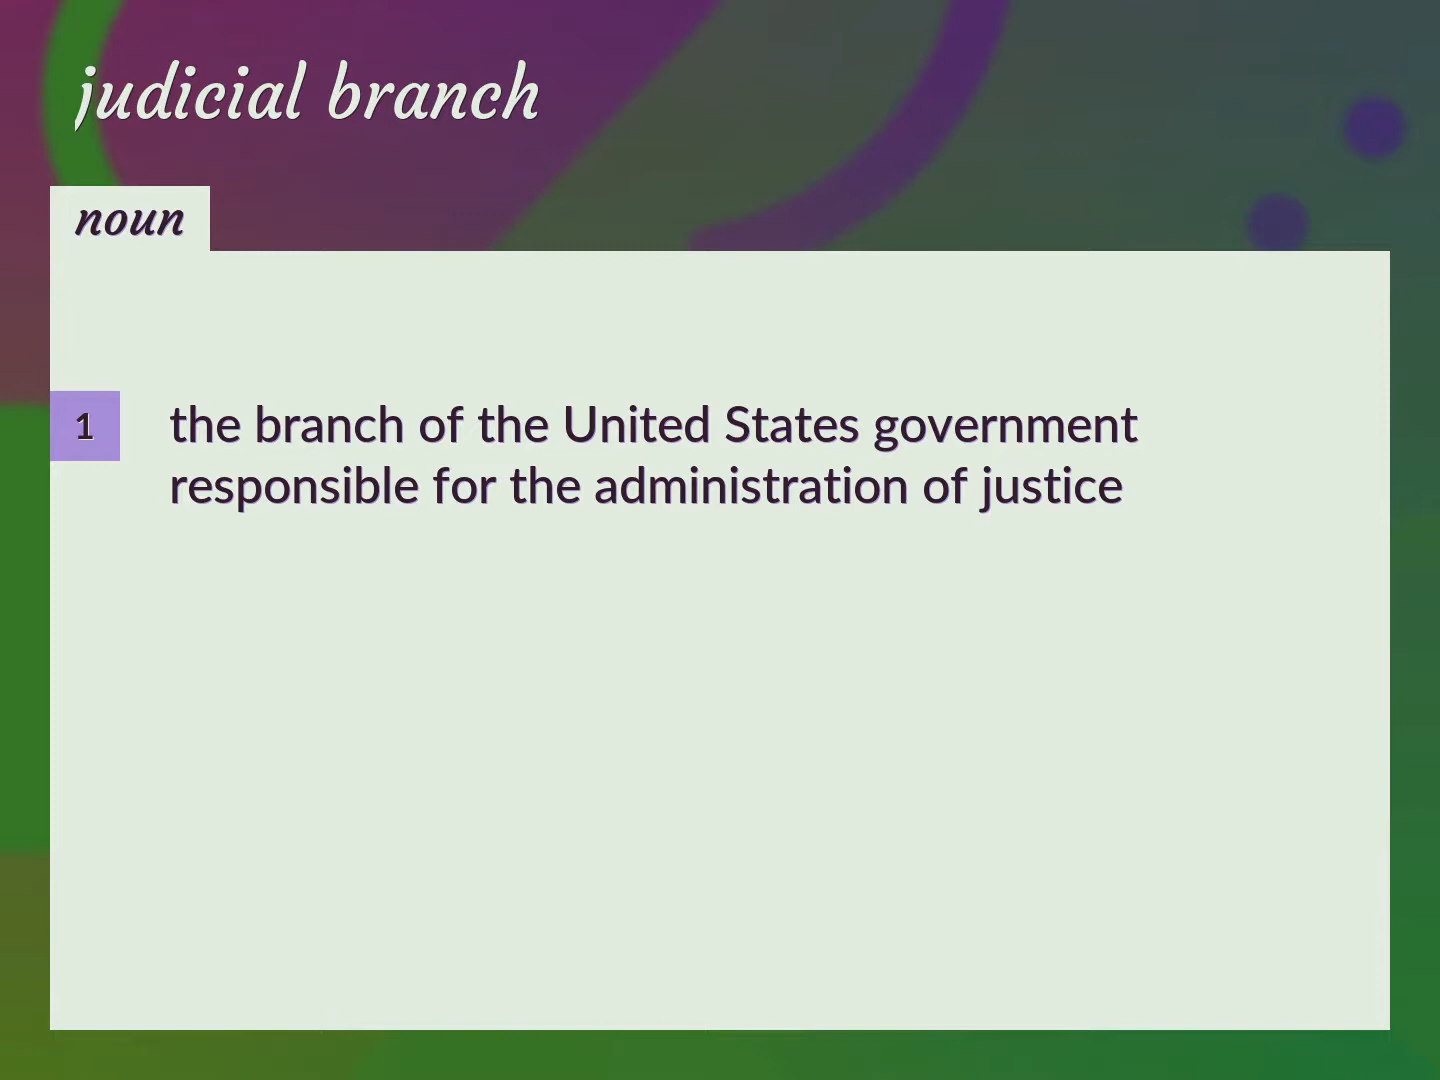 judicial branch
noun
1
the branch of the United States government
responsible for the administration of justice